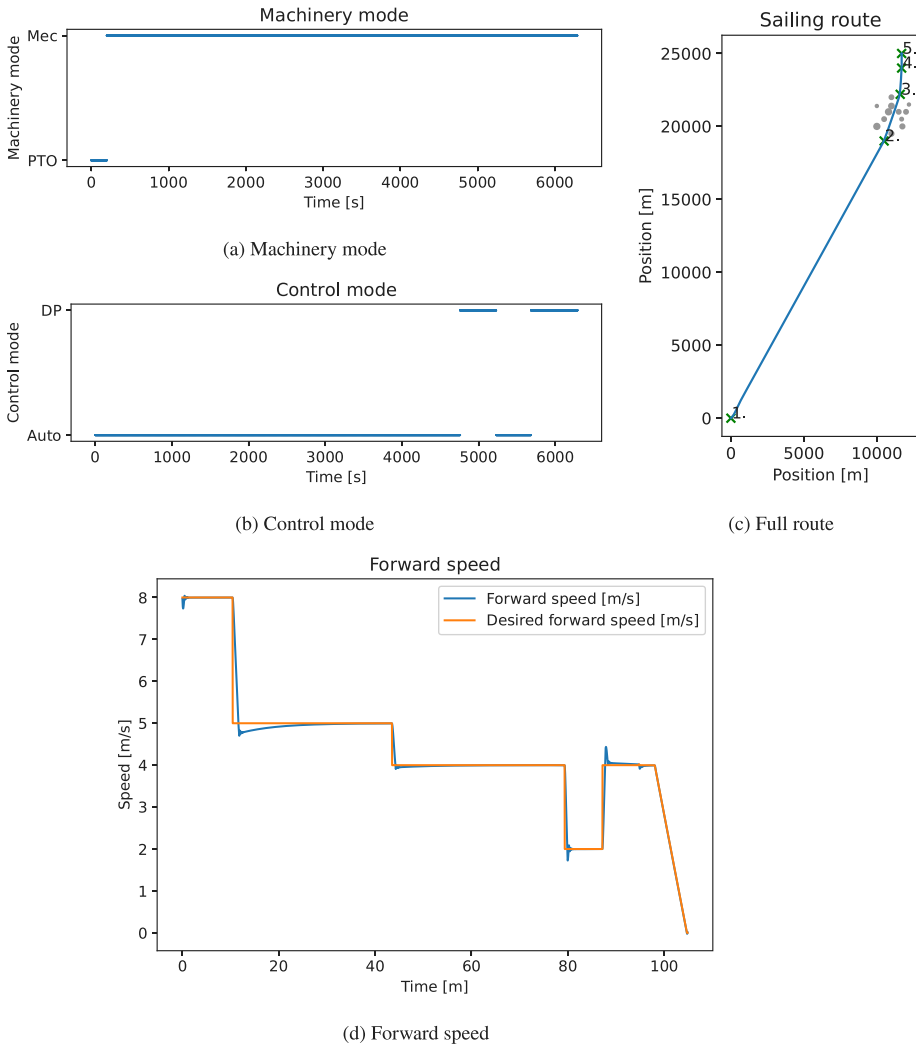 Machinery mode
Machinery mode
Mec
PTO
0 1000 2000 3000 4000 5000 6000
Time [s]
(a) Machinery mode
Control mode
Control mode
DP
Auto
0 1000 2000 3000 4000 5000 6000
Time [s]
(b) Control mode
Sailing route
Position [m]
25000
20000
15000
10000
5000
0
5.
4.
3.
2.
1.
0 5000 10000
Position [m]
(c) Full route
Forward speed
Forward speed [m/s]
Desired forward speed [m/s]
Speed [m/s]
8
7
6
5
4
3
2
1
0
0 20 40 60 80 100
Time [m]
(d) Forward speed